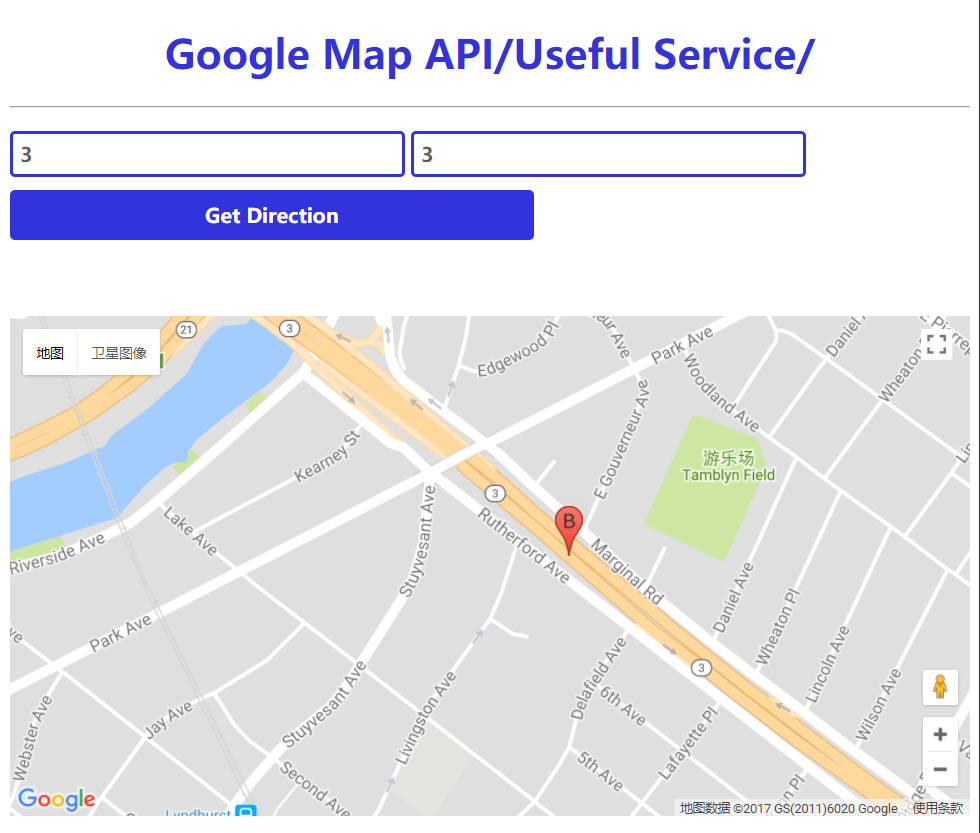 Google Map API/Useful Service/
3
3
Get Direction
地图
卫星图像
21
3
Edgewood Pl
Park Ave
Daniel
Wheaton
Woodland Ave
E Gouverneur Ave
Kearney St
游乐场
Tamblyn Field
3
B
Lake Ave
Riverside Ave
Stuyvesant Ave
Rutherford Ave
Marginal Rd
Daniel Ave
Wheaton Pl
Park Ave
Lincoln Ave
3
Delafield Ave
6th Ave
Wilson Ave
Stuyvesant Ave
Livingston Ave
Jay Ave
Webster Ave
Lafayette Pl
5th Ave
Second Ave
Google
Lyndhurst
地图数据 ©2017 GS(2011)6020 Google
使用条款